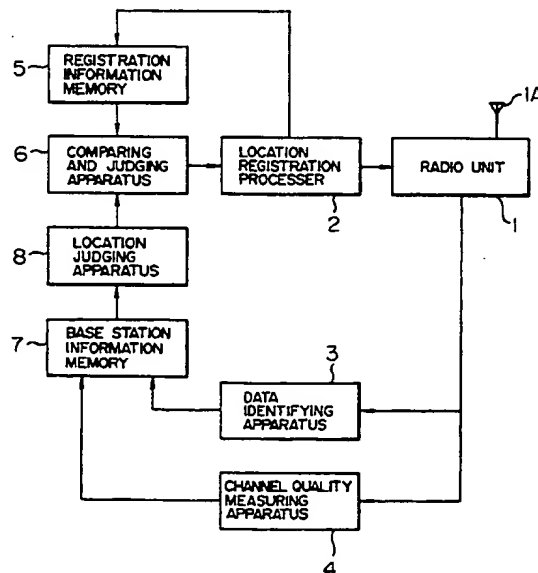 5
REGISTRATION
INFORMATION
MEMORY
1A
6
COMPARING
AND JUDGING
APPARATUS
LOCATION
REGISTRATION
PROCESSER
2
RADIO UNIT
1
8
LOCATION
JUDGING
APPARATUS
7
BASE STATION
INFORMATION
MEMORY
3
DATA
IDENTIFYING
APPARATUS
CHANNEL QUALITY
MEASURING
APPARATUS
4